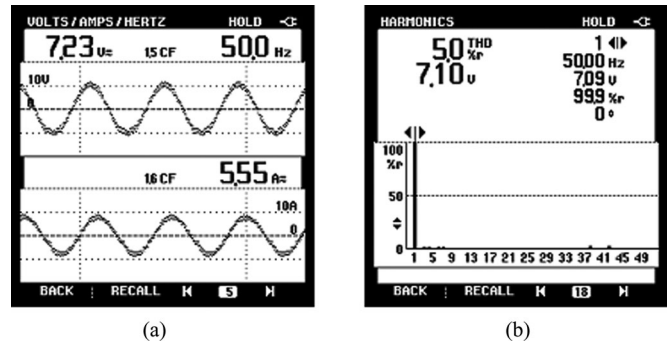 VOLTS/AMPS/HERTZ HOLD
7,23 V≂ 1,5 CF 50,0 Hz
10V
0
1,6 CF 5,55 A≂
10A
0
BACK RECALL 5
(a)
HARMONICS HOLD
5,0 THD %r 1
7,10 V 50,00 Hz
7,09 V
99,9 %r
0 °
100
%r
50
0
1 5 9 13 17 21 25 29 33 37 41 45 49
BACK RECALL 18
(b)